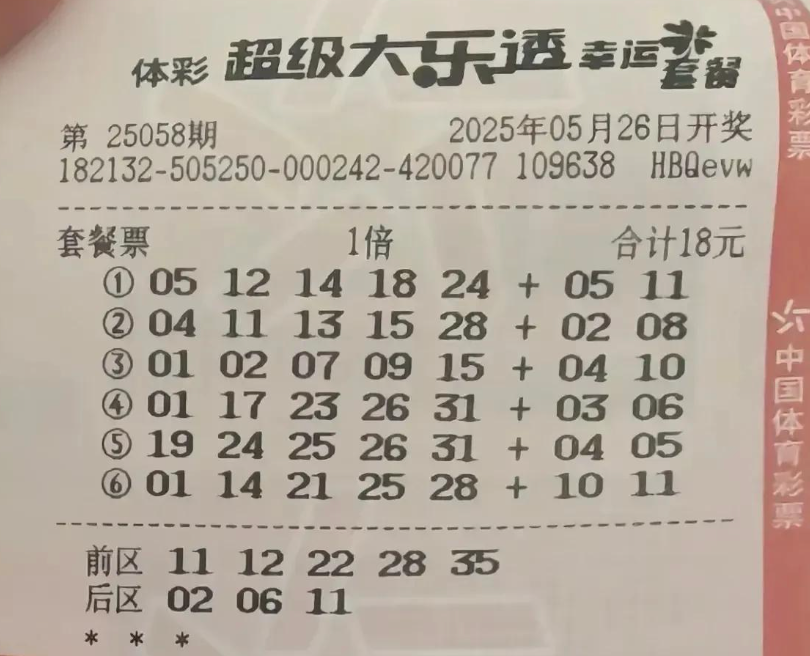 体彩 超级大乐透 幸运套餐
第 25058期 2025年05月26日开奖
182132-505250-000242-420077 109638 HBQevw
套餐票 1倍 合计18元
① 05 12 14 18 24 + 05 11
② 04 11 13 15 28 + 02 08
③ 01 02 07 09 15 + 04 10
④ 01 17 23 26 31 + 03 06
⑤ 19 24 25 26 31 + 04 05
⑥ 01 14 21 25 28 + 10 11
前区 11 12 22 28 35
后区 02 06 11
* * *
中国体育彩票
中国体育彩票